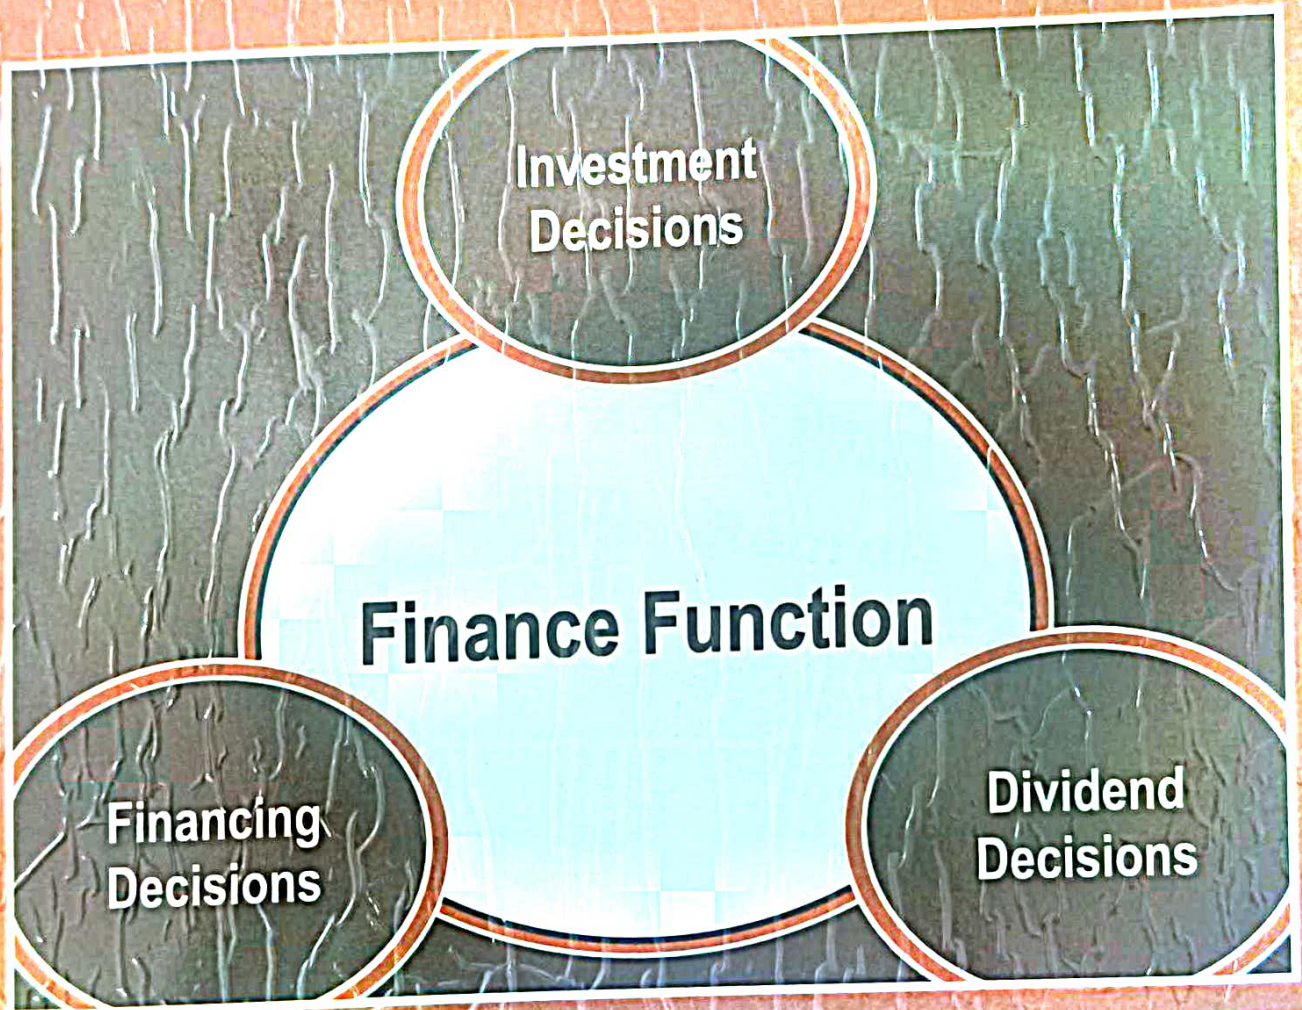 Investment
Decisions
Finance Function
Financing
Decisions
Dividend
Decisions